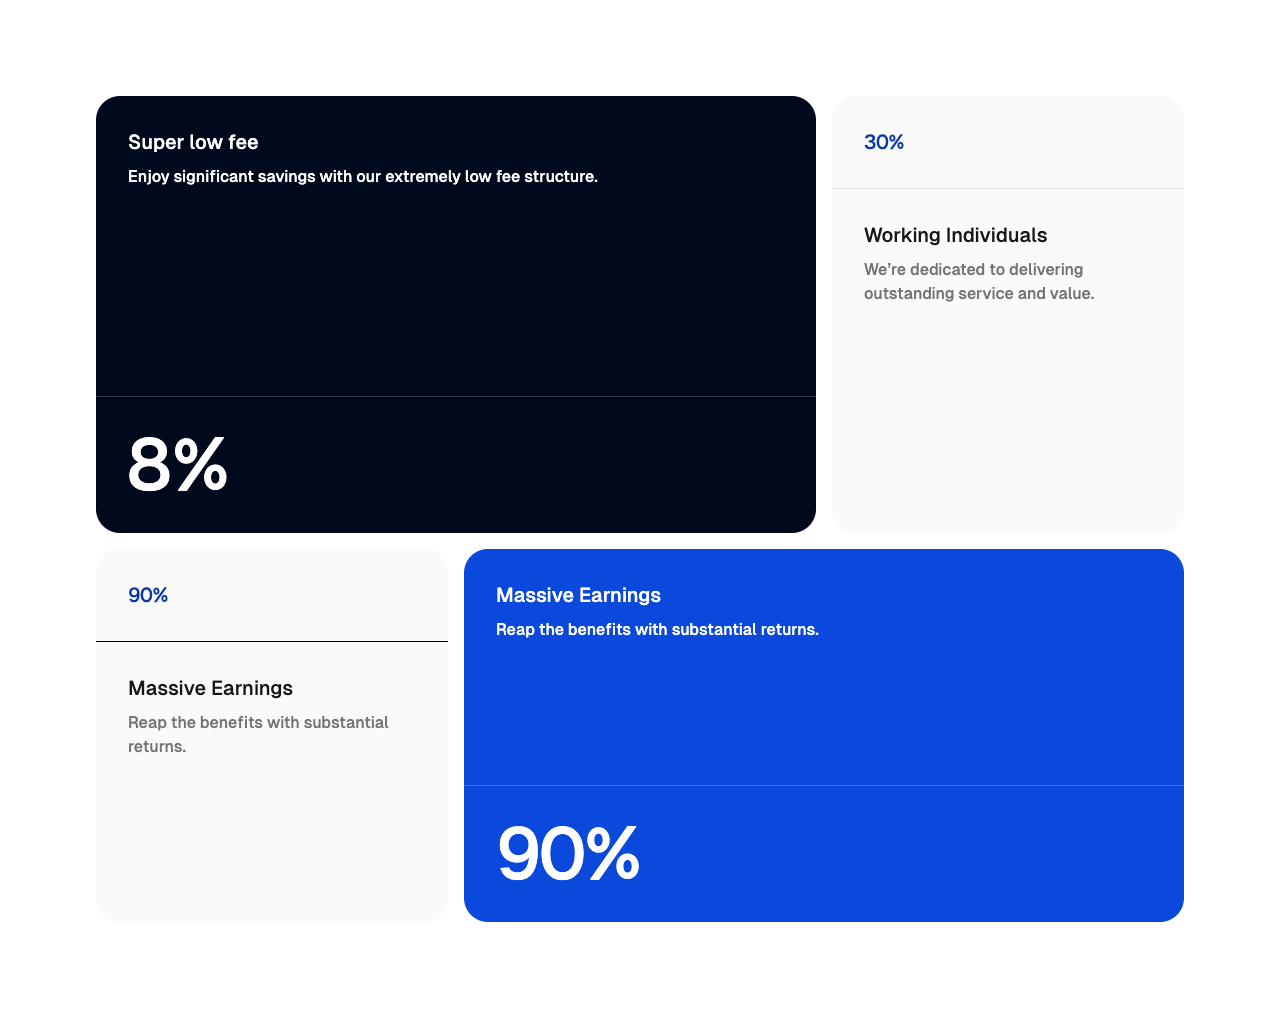 Super low fee
Enjoy significant savings with our extremely low fee structure.
8%
30%
Working Individuals
We’re dedicated to delivering
outstanding service and value.
90%
Massive Earnings
Reap the benefits with substantial
returns.
Massive Earnings
Reap the benefits with substantial returns.
90%